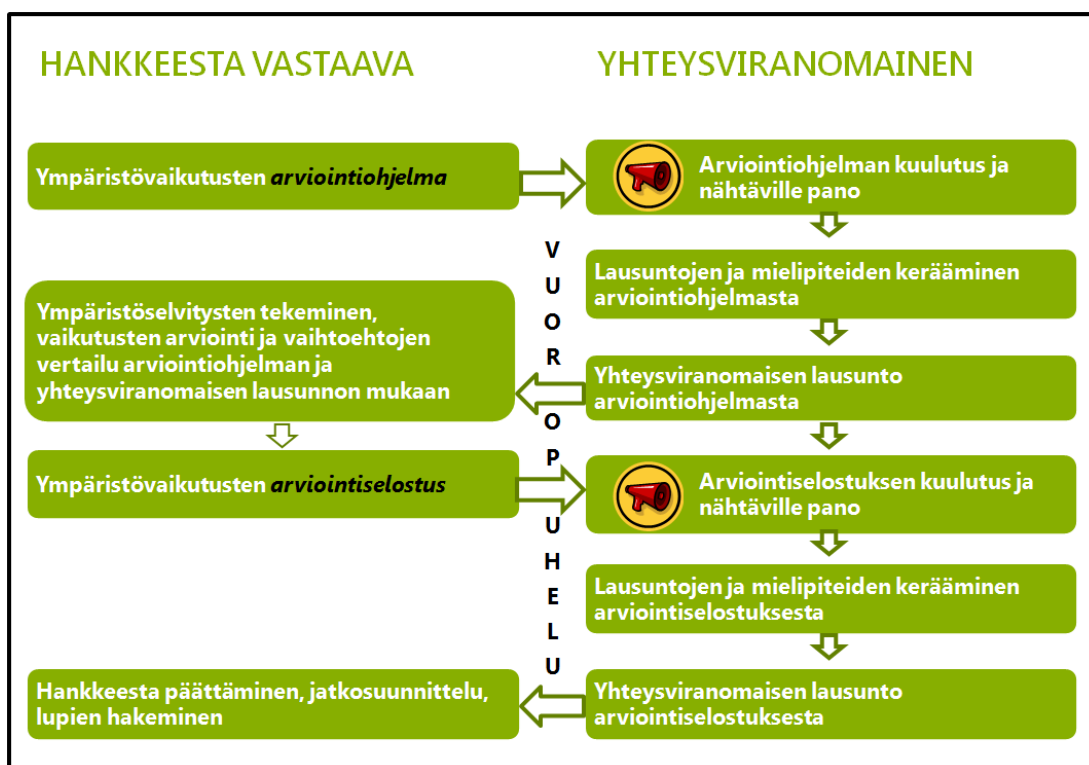 HANKKEESTA VASTAAVA
YHTEYSVIRANOMAINEN
Ympäristövaikutusten arviointiohjelma
Arviointiohjelman kuulutus ja
nähtäville pano
Lausuntojen ja mielipiteiden kerääminen
arviointiohjelmasta
Ympäristöselvitysten tekeminen,
vaikutusten arviointi ja vaihtoehtojen
vertailu arviointiohjelman ja
yhteysviranomaisen lausunnon mukaan
Yhteysviranomaisen lausunto
arviointiohjelmasta
Ympäristövaikutusten arviointiselostus
Arviointiselostuksen kuulutus ja
nähtäville pano
Lausuntojen ja mielipiteiden kerääminen
arviointiselostuksesta
Hankkeesta päättäminen, jatkosuunnittelu,
lupien hakeminen
Yhteysviranomaisen lausunto
arviointiselostuksesta
VUOROPUHELU